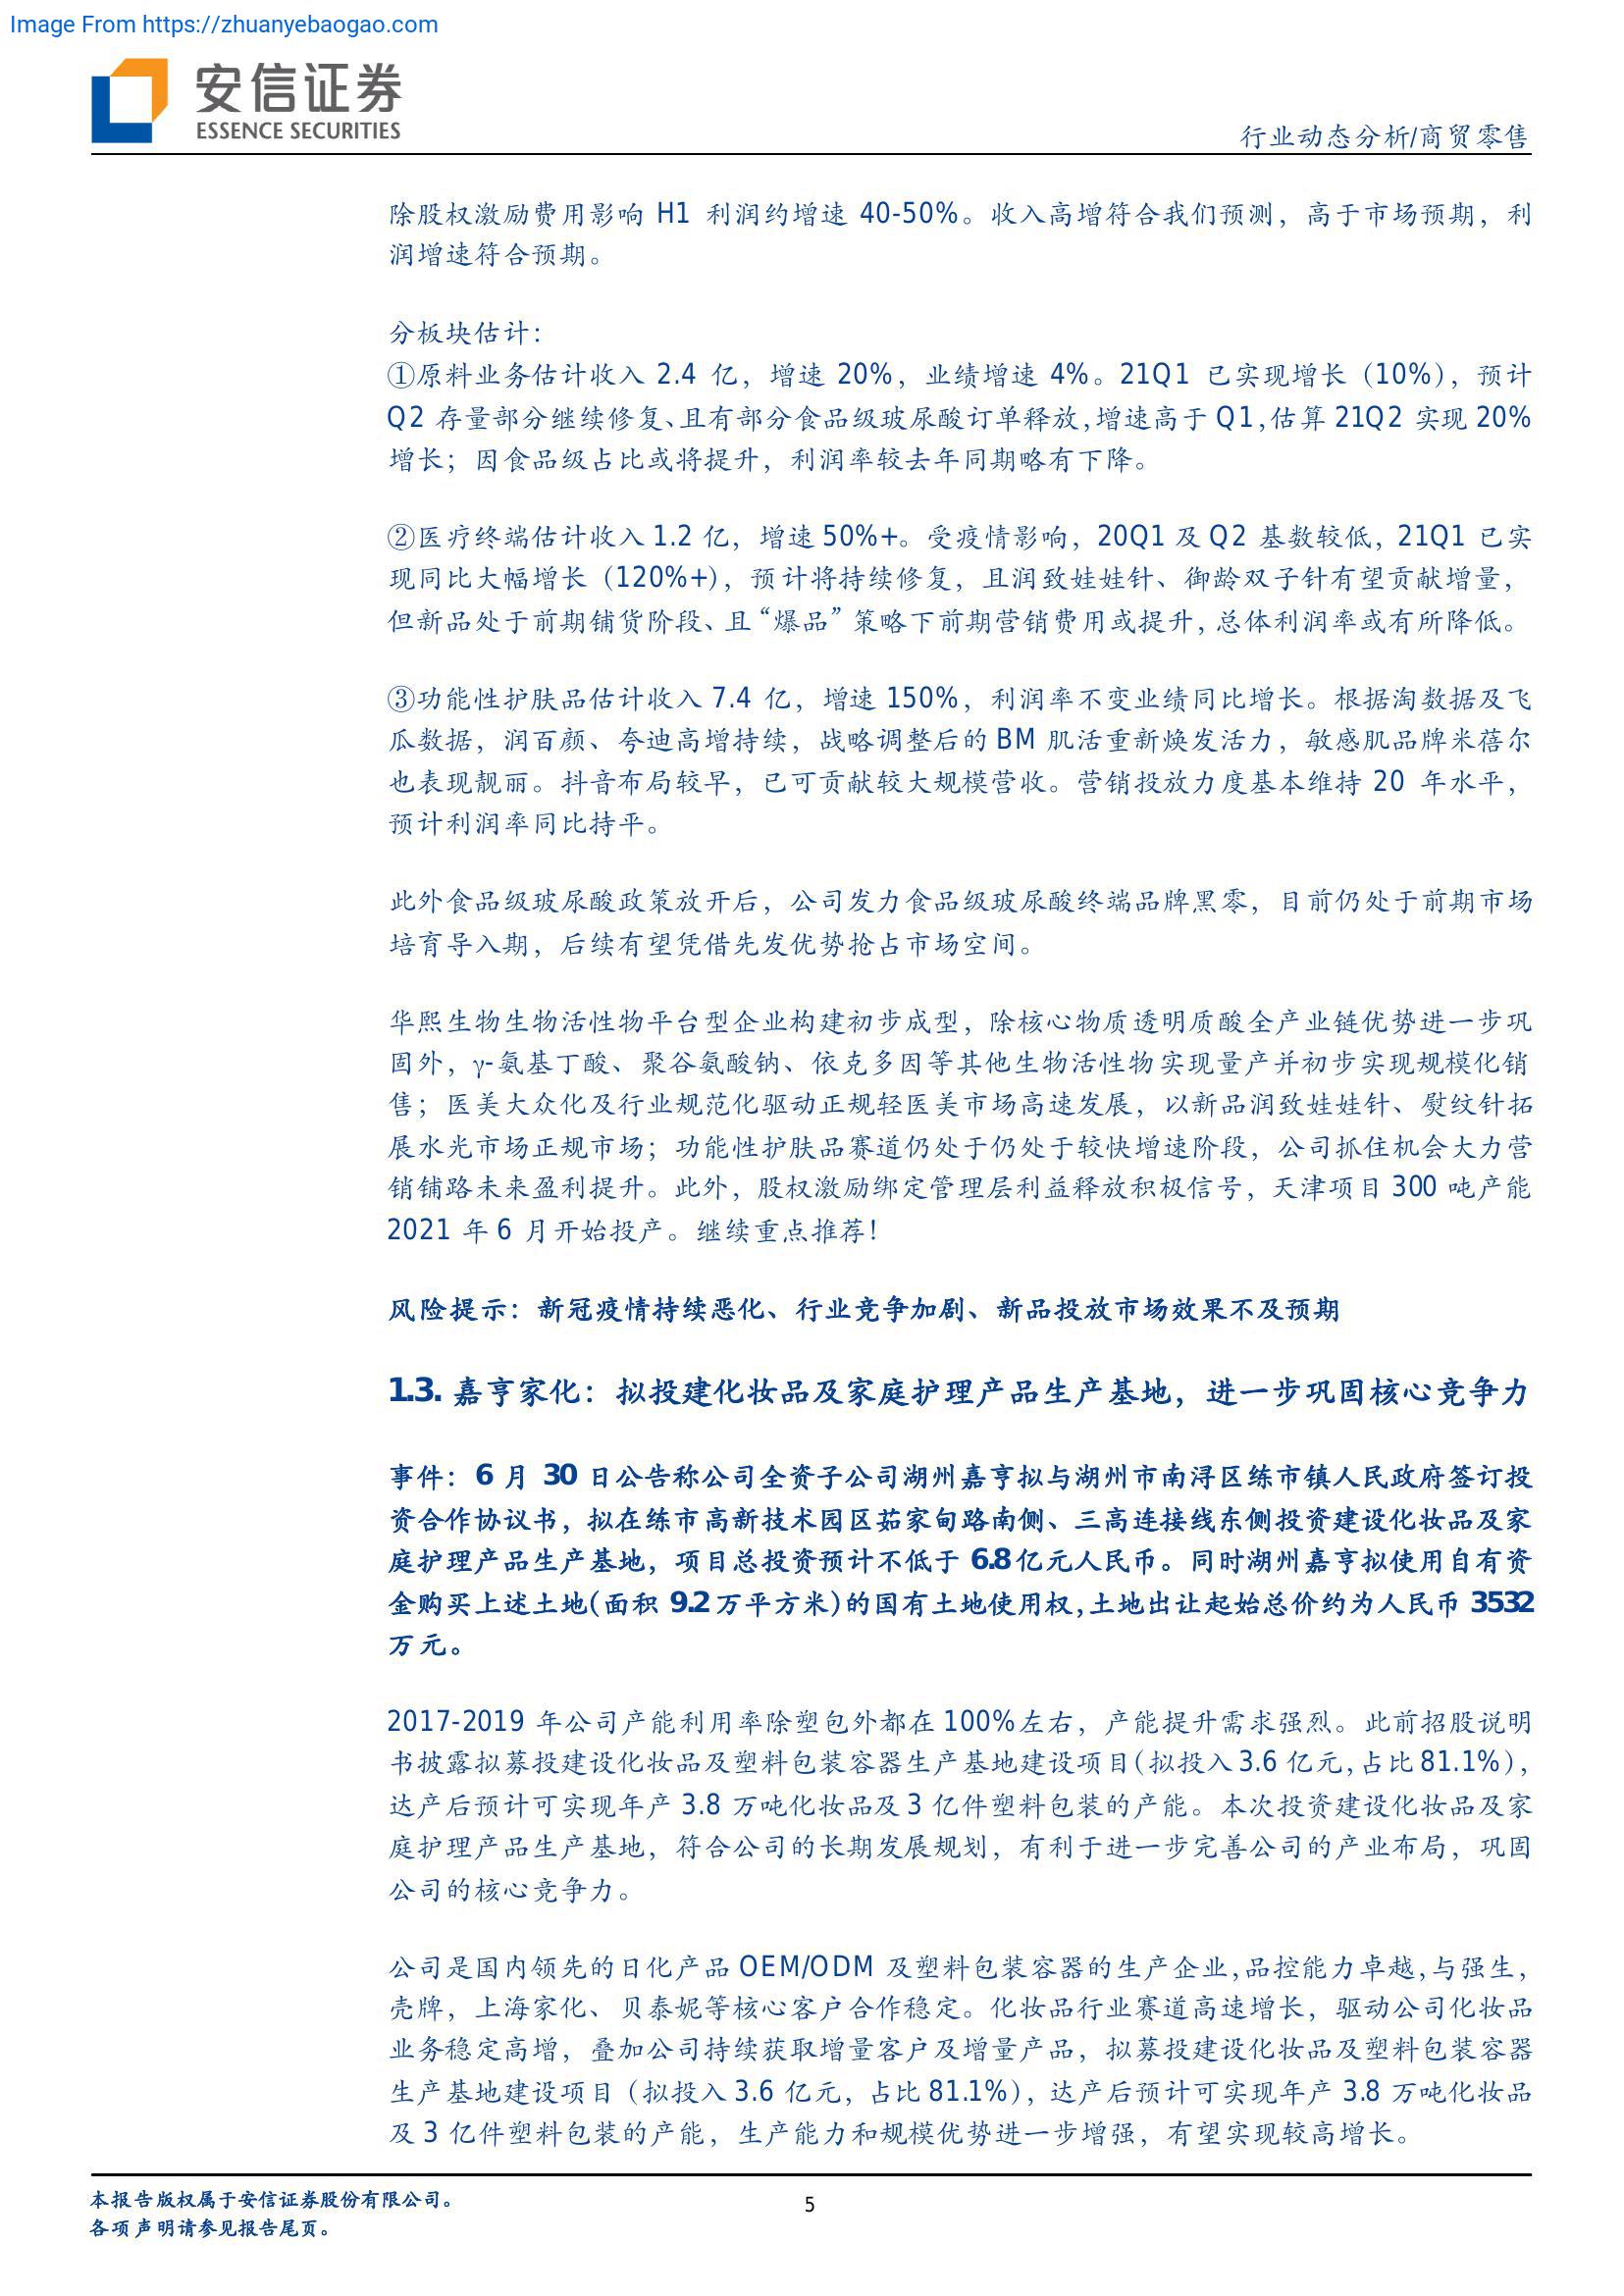 Image From https://zhuanyebaogao.com
安信证券
ESSENCE SECURITIES
行业动态分析/商贸零售
除股权激励费用影响 H1 利润约增速 40-50%。收入高增符合我们预测，高于市场预期，利
润增速符合预期。
分板块估计：
①原料业务估计收入 2.4 亿，增速 20%，业绩增速 4%。21Q1 已实现增长（10%），预计
Q2 存量部分继续修复、且有部分食品级玻尿酸订单释放，增速高于 Q1，估算 21Q2 实现 20%
增长；因食品级占比或将提升，利润率较去年同期略有下降。
②医疗终端估计收入 1.2 亿，增速 50%+。受疫情影响，20Q1 及 Q2 基数较低，21Q1 已实
现同比大幅增长（120%+），预计将持续修复，且润致娃娃针、御龄双子针有望贡献增量，
但新品处于前期铺货阶段、且“爆品”策略下前期营销费用或提升，总体利润率或有所降低。
③功能性护肤品估计收入 7.4 亿，增速 150%，利润率不变业绩同比增长。根据淘数据及飞
瓜数据，润百颜、夸迪高增持续，战略调整后的 BM 肌活重新焕发活力，敏感肌品牌米蓓尔
也表现靓丽。抖音布局较早，已可贡献较大规模营收。营销投放力度基本维持 20 年水平，
预计利润率同比持平。
此外食品级玻尿酸政策放开后，公司发力食品级玻尿酸终端品牌黑零，目前仍处于前期市场
培育导入期，后续有望凭借先发优势抢占市场空间。
华熙生物生物活性物平台型企业构建初步成型，除核心物质透明质酸全产业链优势进一步巩
固外，γ-氨基丁酸、聚谷氨酸钠、依克多因等其他生物活性物实现量产并初步实现规模化销
售；医美大众化及行业规范化驱动正规轻医美市场高速发展，以新品润致娃娃针、熨纹针拓
展水光市场正规市场；功能性护肤品赛道仍处于仍处于较快增速阶段，公司抓住机会大力营
销铺路未来盈利提升。此外，股权激励绑定管理层利益释放积极信号，天津项目 300 吨产能
2021 年 6 月开始投产。继续重点推荐！
风险提示：新冠疫情持续恶化、行业竞争加剧、新品投放市场效果不及预期
1.3. 嘉亨家化：拟投建化妆品及家庭护理产品生产基地，进一步巩固核心竞争力
事件：6 月 30 日公告称公司全资子公司湖州嘉亨拟与湖州市南浔区练市镇人民政府签订投
资合作协议书，拟在练市高新技术园区茹家甸路南侧、三高连接线东侧投资建设化妆品及家
庭护理产品生产基地，项目总投资预计不低于 6.8 亿元人民币。同时湖州嘉亨拟使用自有资
金购买上述土地（面积 9.2 万平方米）的国有土地使用权，土地出让起始总价约为人民币 3532
万元。
2017-2019 年公司产能利用率除塑包外都在 100%左右，产能提升需求强烈。此前招股说明
书披露拟募投建设化妆品及塑料包装容器生产基地建设项目（拟投入 3.6 亿元，占比 81.1%），
达产后预计可实现年产 3.8 万吨化妆品及 3 亿件塑料包装的产能。本次投资建设化妆品及家
庭护理产品生产基地，符合公司的长期发展规划，有利于进一步完善公司的产业布局，巩固
公司的核心竞争力。
公司是国内领先的日化产品 OEM/ODM 及塑料包装容器的生产企业，品控能力卓越，与强生，
壳牌，上海家化、贝泰妮等核心客户合作稳定。化妆品行业赛道高速增长，驱动公司化妆品
业务稳定高增，叠加公司持续获取增量客户及增量产品，拟募投建设化妆品及塑料包装容器
生产基地建设项目（拟投入 3.6 亿元，占比 81.1%），达产后预计可实现年产 3.8 万吨化妆品
及 3 亿件塑料包装的产能，生产能力和规模优势进一步增强，有望实现较高增长。
本报告版权属于安信证券股份有限公司。
各项声明请参见报告尾页。
5